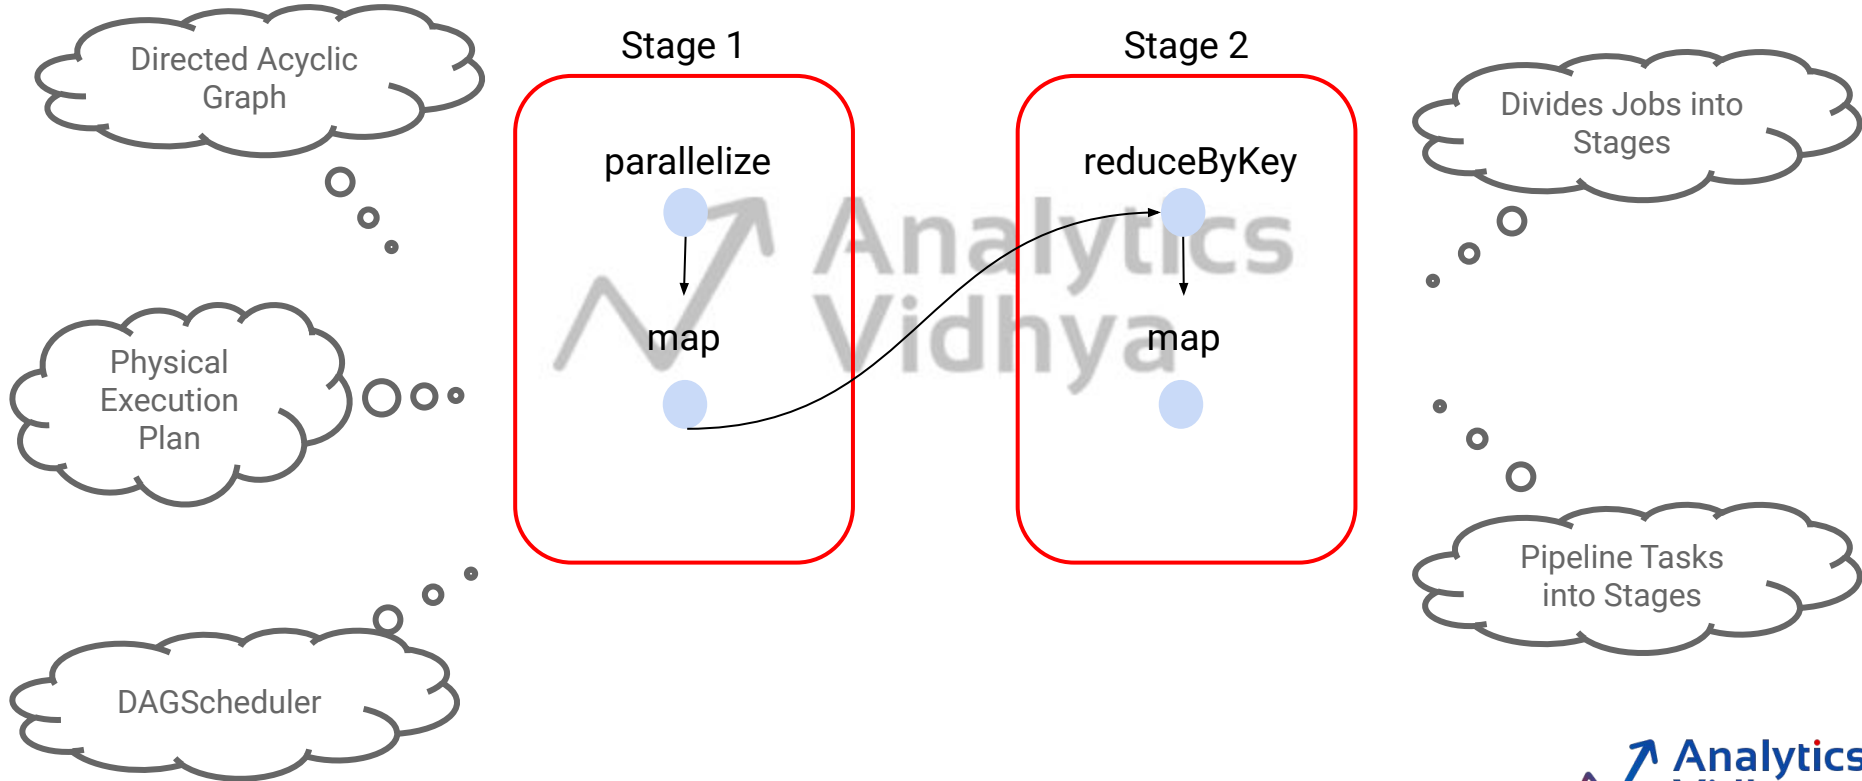 Directed Acyclic
Graph
Stage 1
Stage 2
Divides Jobs into
Stages
parallelize
reduceByKey
Analytics
Vidhya
map
map
Physical
Execution
Plan
Pipeline Tasks
into Stages
DAGScheduler
Analytics